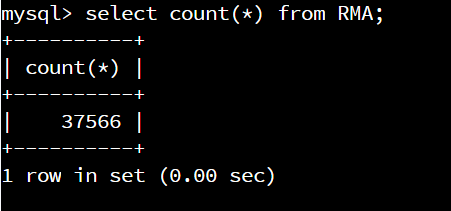 mysql> select count(*) from RMA;
+----------+
| count(*) |
+----------+
|    37566 |
+----------+
1 row in set (0.00 sec)